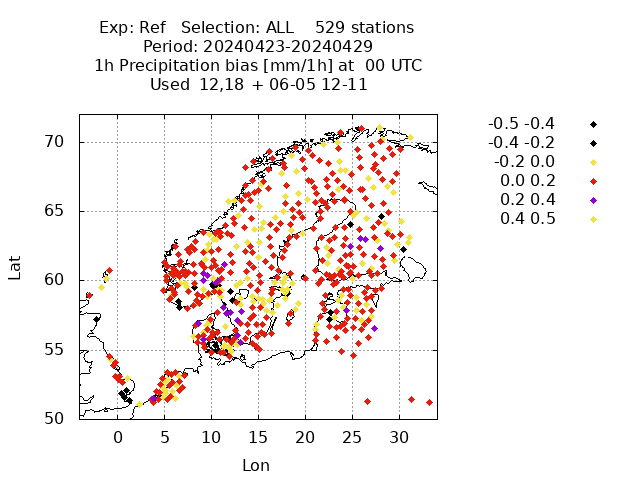 Exp: Ref   Selection: ALL    529 stations
Period: 20240423-20240429
1h Precipitation bias [mm/1h] at  00 UTC
Used  12,18  + 06-05 12-11
-0.5 -0.4
-0.4 -0.2
-0.2 0.0
0.0 0.2
0.2 0.4
0.4 0.5
70
65
60
55
50
Lat
0 5 10 15 20 25 30
Lon